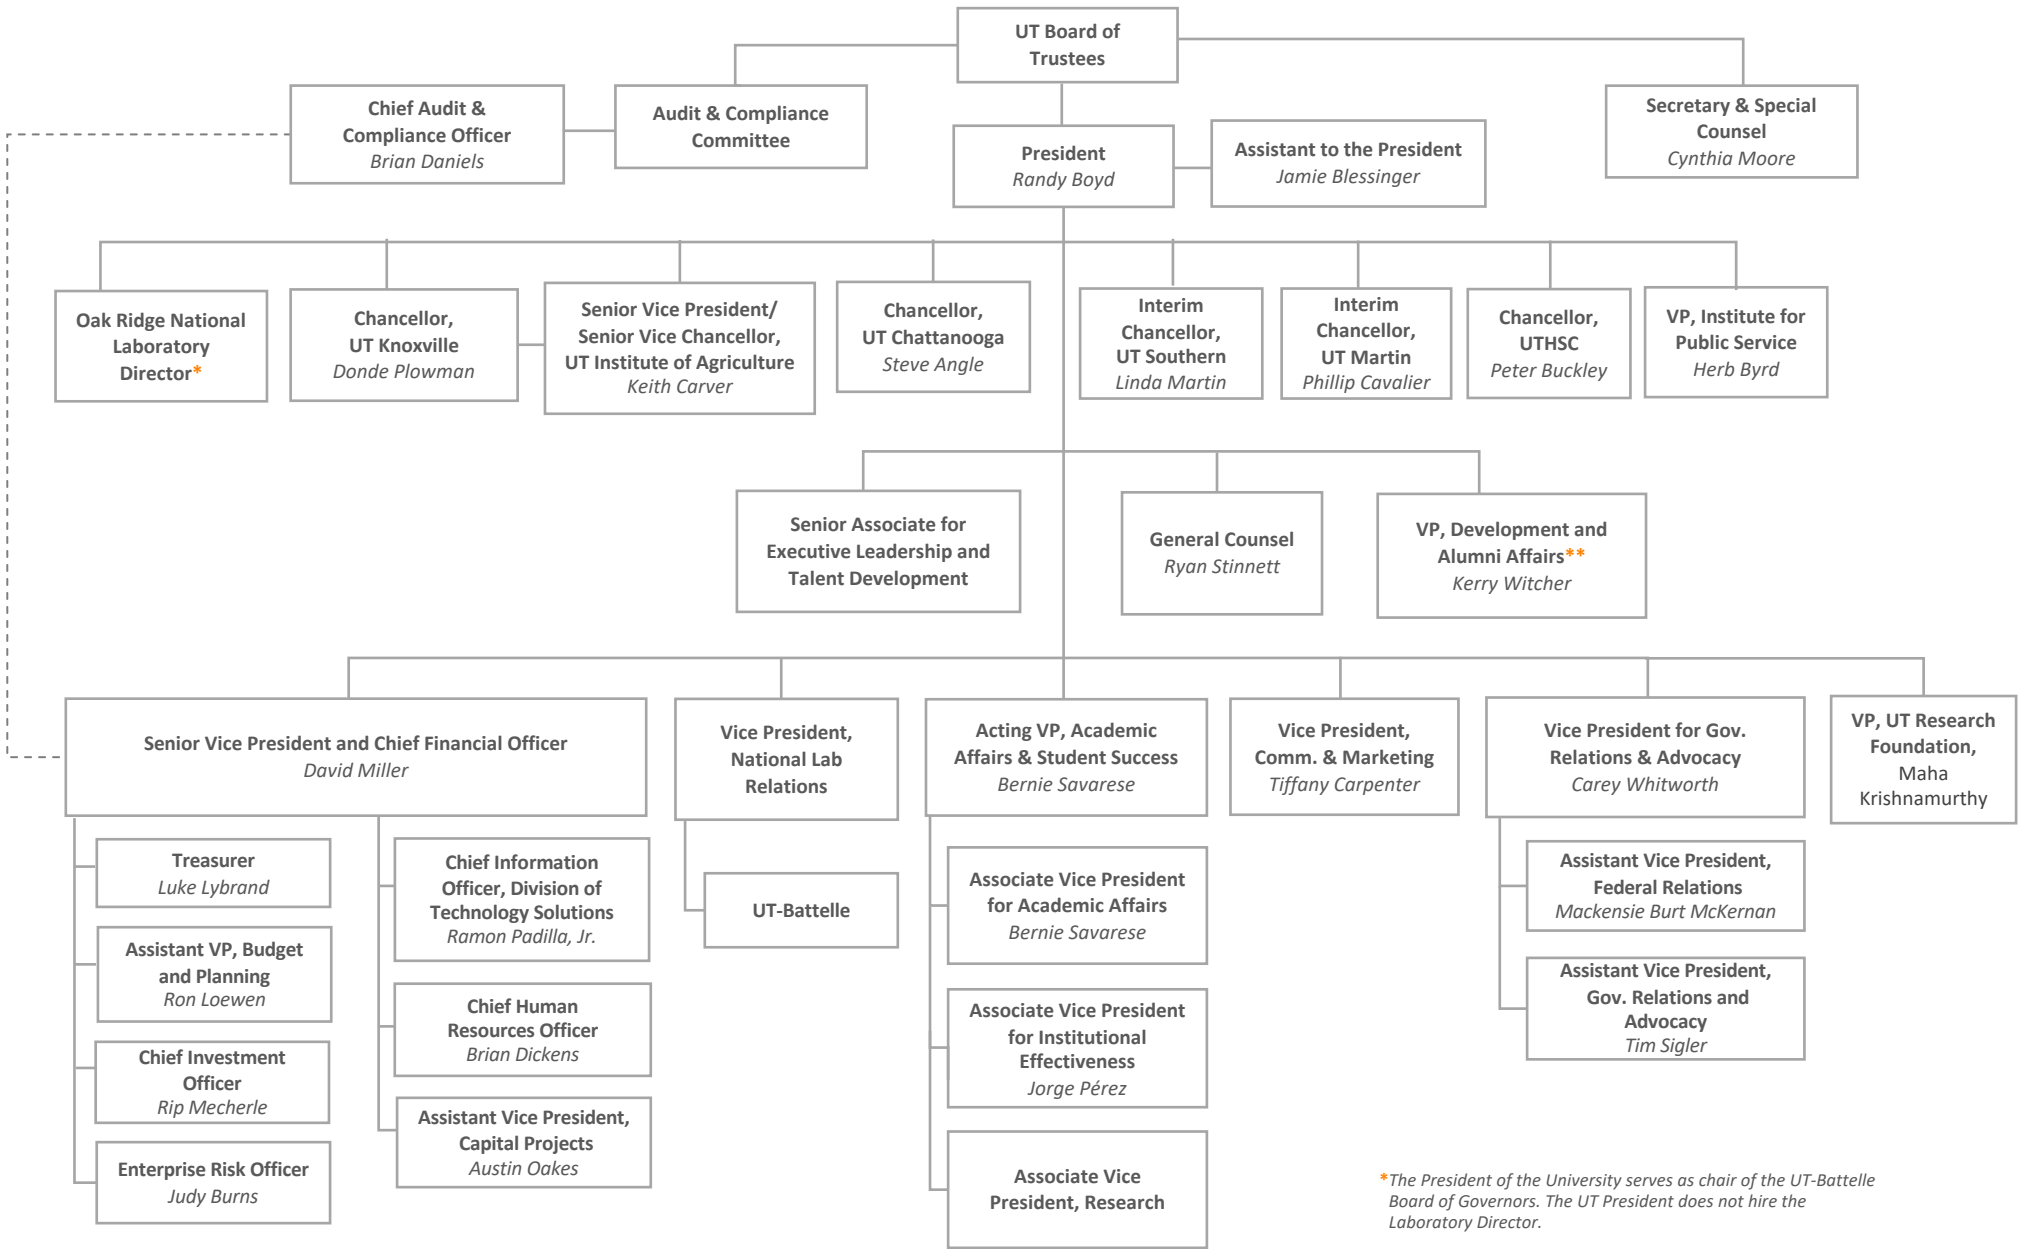 UT Board of
Trustees
Chief Audit &
Compliance Officer
Brian Daniels
Audit & Compliance
Committee
Secretary & Special
Counsel
Cynthia Moore
President
Randy Boyd
Assistant to the President
Jamie Blessinger
Oak Ridge National
Laboratory
Director*
Chancellor,
UT Knoxville
Donde Plowman
Senior Vice President/
Senior Vice Chancellor,
UT Institute of Agriculture
Keith Carver
Chancellor,
UT Chattanooga
Steve Angle
Interim
Chancellor,
UT Southern
Linda Martin
Interim
Chancellor,
UT Martin
Phillip Cavalier
Chancellor,
UTHSC
Peter Buckley
VP, Institute for
Public Service
Herb Byrd
Senior Associate for
Executive Leadership and
Talent Development
General Counsel
Ryan Stinnett
VP, Development and
Alumni Affairs**
Kerry Witcher
Senior Vice President and Chief Financial Officer
David Miller
Vice President,
National Lab
Relations
Acting VP, Academic
Affairs & Student Success
Bernie Savarese
Vice President,
Comm. & Marketing
Tiffany Carpenter
Vice President for Gov.
Relations & Advocacy
Carey Whitworth
VP, UT Research
Foundation,
Maha
Krishnamurthy
Treasurer
Luke Lybrand
Assistant VP, Budget
and Planning
Ron Loewen
Chief Investment
Officer
Rip Mecherle
Enterprise Risk Officer
Judy Burns
Chief Information
Officer, Division of
Technology Solutions
Ramon Padilla, Jr.
Chief Human
Resources Officer
Brian Dickens
Assistant Vice President,
Capital Projects
Austin Oakes
UT-Battelle
Associate Vice President
for Academic Affairs
Bernie Savarese
Associate Vice President
for Institutional
Effectiveness
Jorge Pérez
Associate Vice
President, Research
Assistant Vice President,
Federal Relations
Mackensie Burt McKernan
Assistant Vice President,
Gov. Relations and
Advocacy
Tim Sigler
*The President of the University serves as chair of the UT-Battelle
Board of Governors. The UT President does not hire the
Laboratory Director.